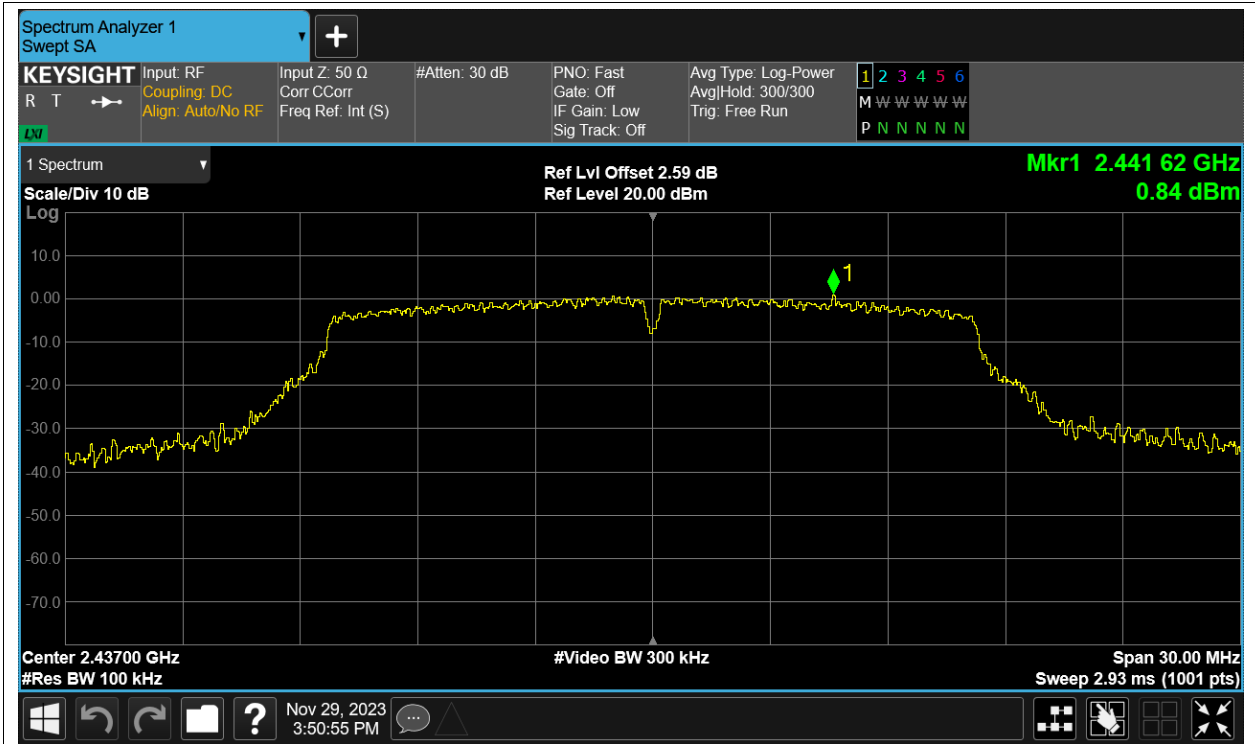 Spectrum Analyzer 1
Swept SA
+
KEYSIGHT
R T
LXI
Input: RF
Coupling: DC
Align: Auto/No RF
Input Z: 50 Ω
Corr CCorr
Freq Ref: Int (S)
#Atten: 30 dB
PNO: Fast
Gate: Off
IF Gain: Low
Sig Track: Off
Avg Type: Log-Power
Avg|Hold: 300/300
Trig: Free Run
1 2 3 4 5 6
M W W W W W
P N N N N N
1 Spectrum
Scale/Div 10 dB
Log
Ref Lvl Offset 2.59 dB
Ref Level 20.00 dBm
Mkr1 2.441 62 GHz
0.84 dBm
1
10.0
0.00
-10.0
-20.0
-30.0
-40.0
-50.0
-60.0
-70.0
Center 2.43700 GHz
#Res BW 100 kHz
#Video BW 300 kHz
Span 30.00 MHz
Sweep 2.93 ms (1001 pts)
?
Nov 29, 2023
3:50:55 PM